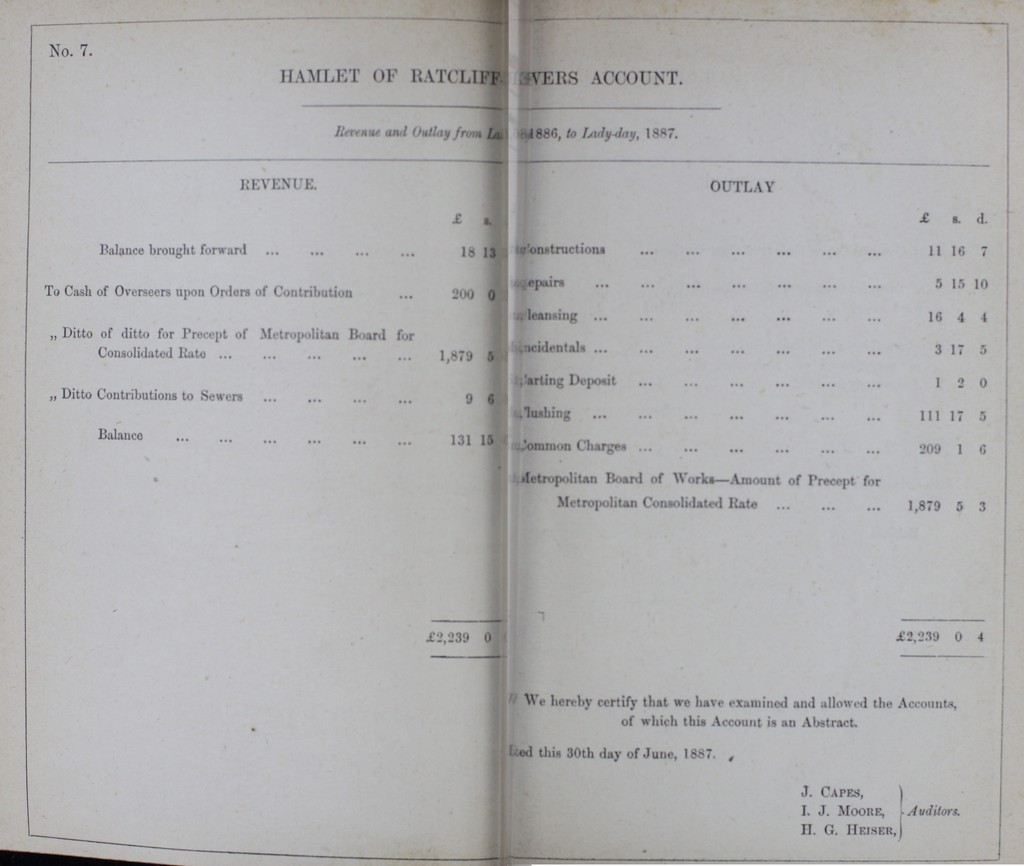 No. 7.
HAMLET OF RATCLIFF VERS ACCOUNT.
Revenue and Outlay from 1886, to Lady-day, 1887.
REVENUE.
£ s.
Balance brought forward ... ... ... ... 18 13
To Cash of Overseers upon Orders of Contribution ... 200 0
„ Ditto of ditto for Precept of Metropolitan Board for
Consolidated Rate ... ... ... ... ... 1,879 5
„ Ditto Contributions to Sewers ... ... ... ... 9 6
Balance ... ... ... ... ... ... 131 15
£2,239 0
OUTLAY
£ s. d.
onstructions ... ... ... ... ... ... 11 16 7
epairs ... ... ... ... ... ... ... 5 15 10
leansing ... ... ... ... ... ... ... 16 4 4
ncidentals ... ... ... ... ... ... ... 3 17 5
arting Deposit ... ... ... ... ... ... 1 2 0
lushing ... ... ... ... ... ... ... 111 17 5
ommon Charges ... ... ... ... ... ... 209 1 6
Metropolitan Board of Works—Amount of Precept for
Metropolitan Consolidated Rate ... ... ... 1,879 5 3
£2,239 0 4
We hereby certify that we have examined and allowed the Accounts,
of which this Account is an Abstract.
ed this 30th day of June, 1887.
J. CAPES,
I. J. MOORE, } Auditors.
H. G. HEISER,